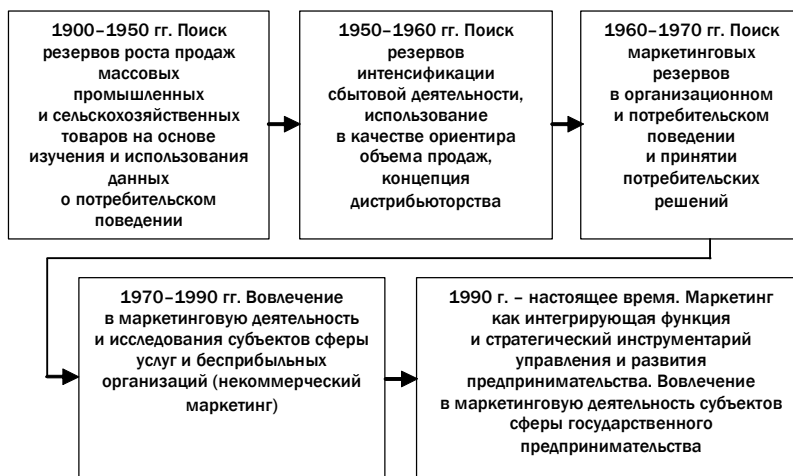 1900–1950 гг. Поиск
резервов роста продаж
массовых
промышленных
и сельскохозяйственных
товаров на основе
изучения и использования
данных
о потребительском
поведении
1950–1960 гг. Поиск
резервов
интенсификации
сбытовой деятельности,
использование
в качестве ориентира
объема продаж,
концепция
дистрибьюторства
1960–1970 гг. Поиск
маркетинговых
резервов
в организационном
и потребительском
поведении
и принятии
потребительских
решений
1970–1990 гг. Вовлечение
в маркетинговую деятельность
и исследования субъектов сферы
услуг и бесприбыльных
организаций (некоммерческий
маркетинг)
1990 г. – настоящее время. Маркетинг
как интегрирующая функция
и стратегический инструментарий
управления и развития
предпринимательства. Вовлечение
в маркетинговую деятельность субъектов
сферы государственного
предпринимательства